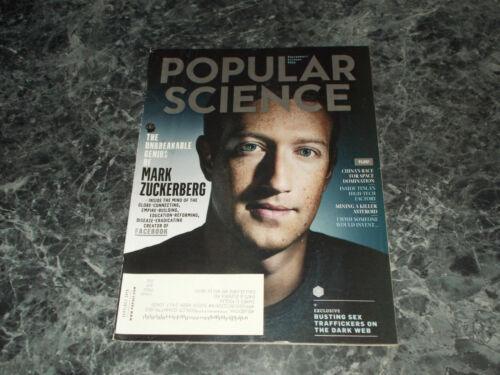 POPULAR
SCIENCE
THE
UNBREAKABLE
GENIUS
OF
MARK
ZUCKERBERG
INSIDE THE MIND OF THE
GLOBE-CONNECTING,
EMPIRE-BUILDING,
EDUCATION-REFORMING,
DISEASE-ERADICATING
CREATOR OF
FACEBOOK
PLUS!
CHINA'S RACE
FOR SPACE
DOMINATION
INSIDE TESLA'S
HIGH-TECH
FACTORY
MINING A KILLER
ASTEROID
I WISH SOMEONE
WOULD INVENT...
EXCLUSIVE
BUSTING SEX
TRAFFICKERS ON
THE DARK WEB